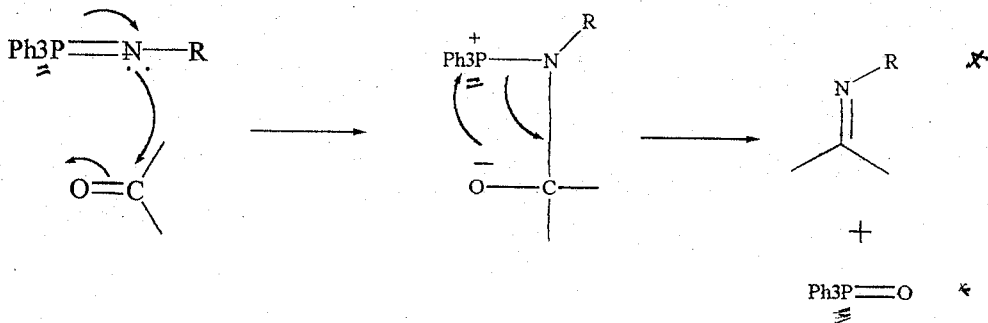 Ph3P=N—R
O=C
+
Ph3P—N
R
−
O—C
N
R
+
Ph3P=O